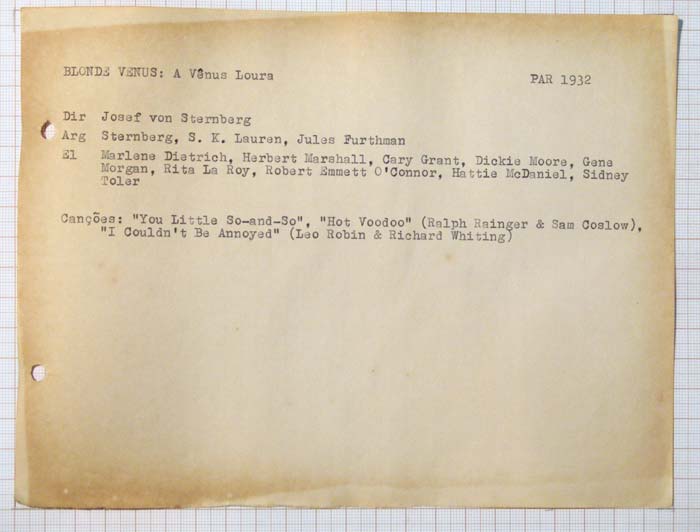 BLONDE VENUS: A Vênus Loura PAR 1932
Dir Josef von Sternberg
Arg Sternberg, S. K. Lauren, Jules Furthman
El Marlene Dietrich, Herbert Marshall, Cary Grant, Dickie Moore, Gene
Morgan, Rita La Roy, Robert Emmett O'Connor, Hattie McDaniel, Sidney
Toler
Canções: "You Little So-and-So", "Hot Voodoo" (Ralph Rainger & Sam Coslow),
"I Couldn't Be Annoyed" (Leo Robin & Richard Whiting)